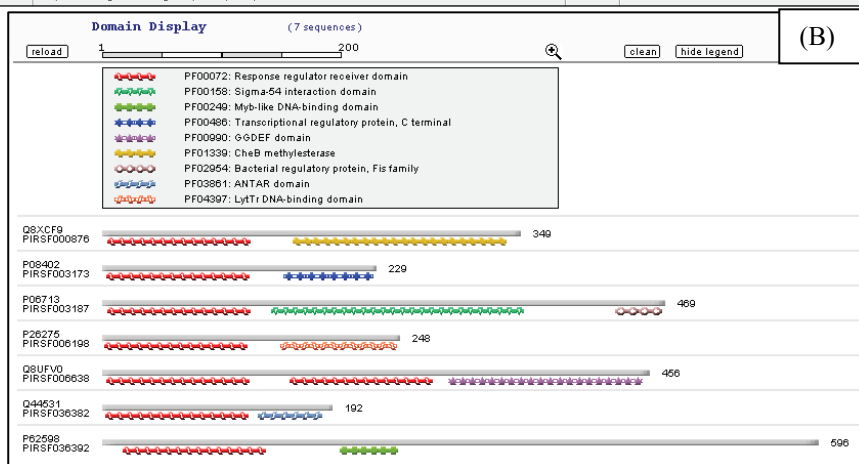 Domain Display (7 sequences) (B)
reload 1 200 clean hide legend
PF00072: Response regulator receiver domain
PF00158: Sigma-54 interaction domain
PF00249: Myb-like DNA-binding domain
PF00486: Transcriptional regulatory protein, C terminal
PF00990: GGDEF domain
PF01339: CheB methylesterase
PF02954: Bacterial regulatory protein, Fis family
PF03861: ANTAR domain
PF04397: LytTr DNA-binding domain
Q8XCF9 349
PIRSF000876
P08402 229
PIRSF003173
P06713 469
PIRSF003187
P26275 248
PIRSF006198
Q8UFV0 456
PIRSF006638
Q44531 192
PIRSF036382
P62598 596
PIRSF036392